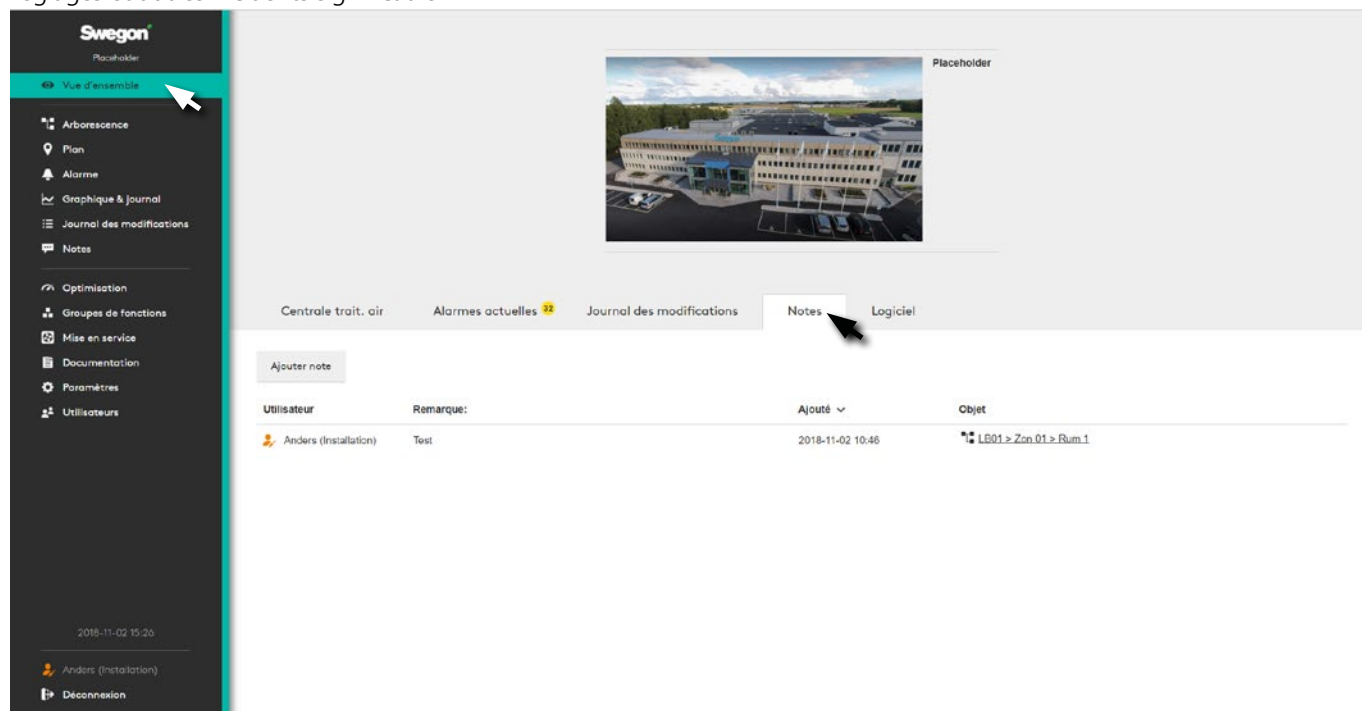 Swegon
Placeholder
Vue d'ensemble
Arborescence
Plan
Alarme
Graphique & journal
Journal des modifications
Notes
Optimisation
Groupes de fonctions
Mise en service
Documentation
Paramètres
Utilisateurs
2018-11-02 15:26
Anders (Installation)
Déconnexion
Placeholder
Centrale trait. air
Alarmes actuelles 32
Journal des modifications
Notes
Logiciel
Ajouter note
Utilisateur Remarque: Ajouté Objet
Anders (Installation) Test 2018-11-02 10:46 LB01 > Zon 01 > Rum 1